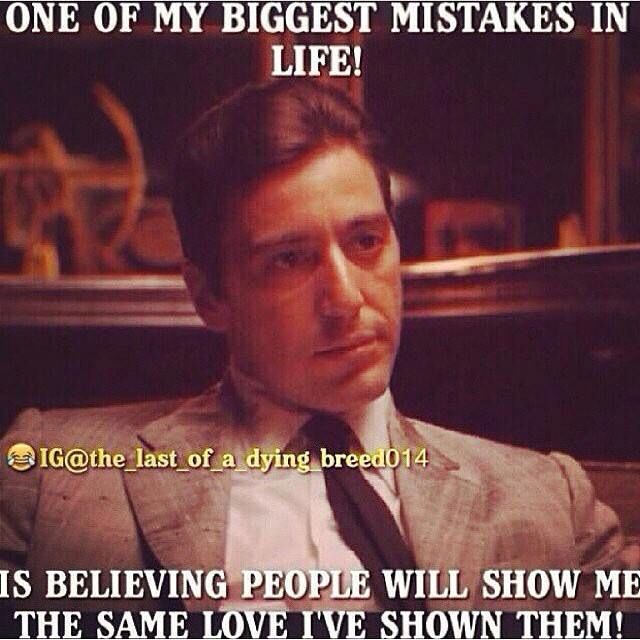 ONE OF MY BIGGEST MISTAKES IN
LIFE!
😂IG@the_last_of_a_dying_breed014
IS BELIEVING PEOPLE WILL SHOW ME
THE SAME LOVE I'VE SHOWN THEM!